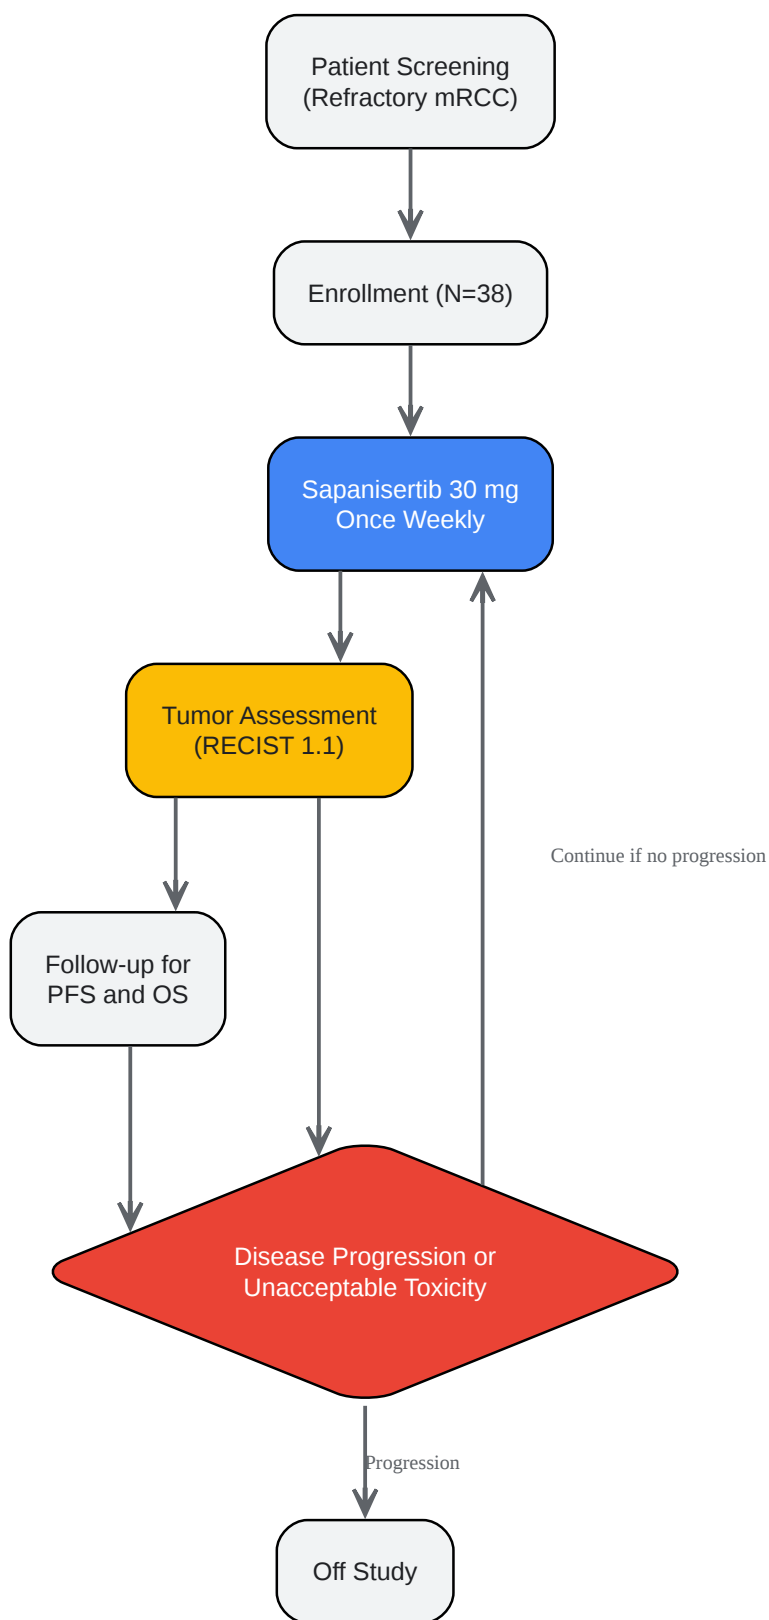 Patient Screening
(Refractory mRCC)
Enrollment (N=38)
Sapanisertib 30 mg
Once Weekly
Tumor Assessment
(RECIST 1.1)
Continue if no progression
Follow-up for
PFS and OS
Disease Progression or
Unacceptable Toxicity
Progression
Off Study